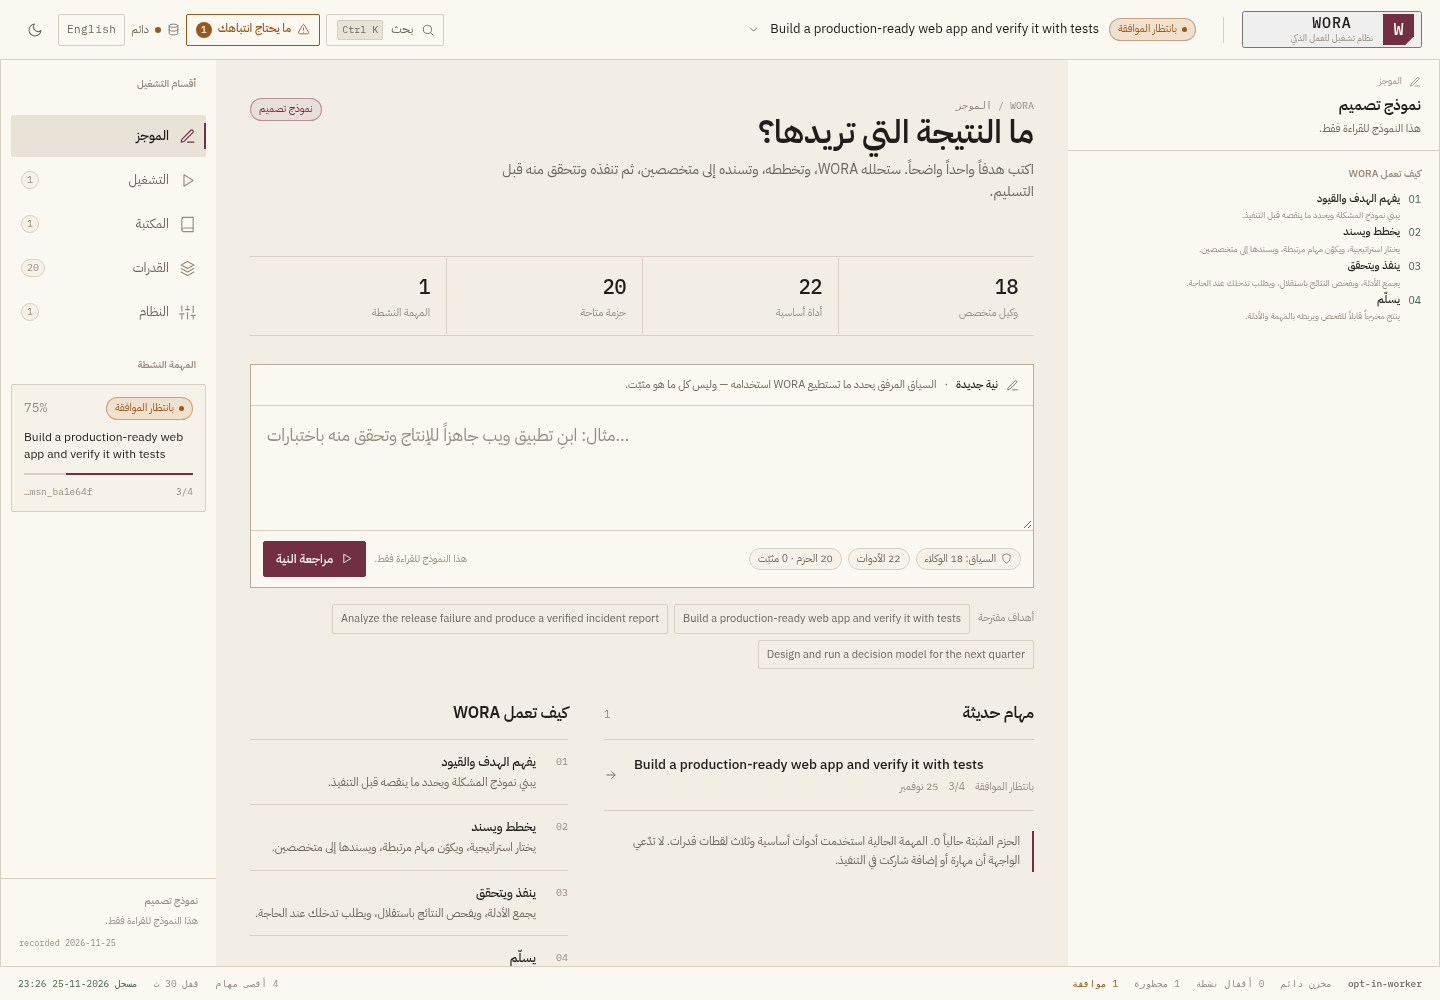 WORA
نظام تشغيل للعمل الذكي
بانتظار الموافقة
Build a production-ready web app and verify it with tests
بحث
Ctrl K
ما يحتاج انتباهك
1
دائم
English
الموجز
نموذج تصميم
هذا النموذج للقراءة فقط.
كيف تعمل WORA
01 يفهم الهدف والقيود
يبني نموذج المشكلة ويحدد ما ينقصه قبل التنفيذ.
02 يخطط ويسند
يختار استراتيجية، ويكوّن مهام مرتبطة، ويسندها إلى متخصصين.
03 ينفذ ويتحقق
يجمع الأدلة، ويفحص النتائج باستقلال، ويطلب تدخلك عند الحاجة.
04 يسلّم
ينتج مخرجاً قابلاً للفحص ويربطه بالمهمة والأدلة.
WORA / الموجز
نموذج تصميم
ما النتيجة التي تريدها؟
اكتب هدفاً واحداً واضحاً. ستحلله WORA، وتخططه، وتسنده إلى متخصصين، ثم تنفذه وتتحقق منه قبل
التسليم.
18
وكيل متخصص
22
أداة أساسية
20
حزمة متاحة
1
المهمة النشطة
نية جديدة · السياق المرفق يحدد ما تستطيع WORA استخدامه — وليس كل ما هو مثبّت.
مثال: ابنِ تطبيق ويب جاهزاً للإنتاج وتحقق منه باختبارات...
السياق: 18 الوكلاء
22 الأدوات
20 الحزم · 0 مثبّت
هذا النموذج للقراءة فقط.
مراجعة النية
أهداف مقترحة
Build a production-ready web app and verify it with tests
Analyze the release failure and produce a verified incident report
Design and run a decision model for the next quarter
مهام حديثة
1
Build a production-ready web app and verify it with tests
بانتظار الموافقة 3/4 25 نوفمبر
الحزم المثبتة حالياً 0. المهمة الحالية استخدمت أدوات أساسية وثلاث لقطات قدرات. لا تدّعي
الواجهة أن مهارة أو إضافة شاركت في التنفيذ.
كيف تعمل WORA
01 يفهم الهدف والقيود
يبني نموذج المشكلة ويحدد ما ينقصه قبل التنفيذ.
02 يخطط ويسند
يختار استراتيجية، ويكوّن مهام مرتبطة، ويسندها إلى متخصصين.
03 ينفذ ويتحقق
يجمع الأدلة، ويفحص النتائج باستقلال، ويطلب تدخلك عند الحاجة.
04 يسلّم
أقسام التشغيل
الموجز
التشغيل 1
المكتبة 1
القدرات 20
النظام 1
المهمة النشطة
بانتظار الموافقة
75%
Build a production-ready web
app and verify it with tests
3/4
msn_ba1e64f…
نموذج تصميم
هذا النموذج للقراءة فقط.
recorded 2026-11-25
opt-in-worker
مخزن دائم
0 أقفال نشطة
1 محظورة
1 موافقة
4 أقصى مهام
قفل 30 ث
مسجل 2026-11-25 23:26